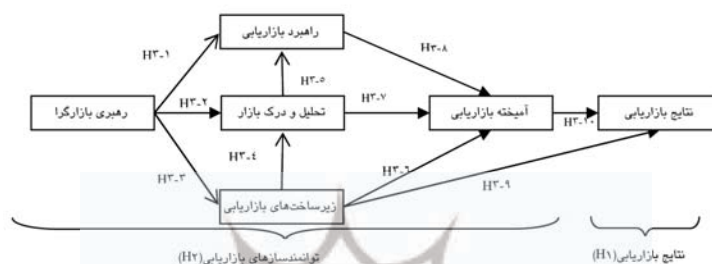 راهبرد بازاریابی
H۳-۱
H۳-۸
H۳-۵
رهبری بازارگرا
H۳-۲
تحلیل و درک بازار
H۳-۷
آمیخته بازاریابی
H۳-۱۰
نتایج بازاریابی
H۳-۳
H۳-۴
H۳-۶
H۳-۹
زیرساخت‌های بازاریابی
توانمندسازهای بازاریابی(H۲)
نتایج بازاریابی(H۱)